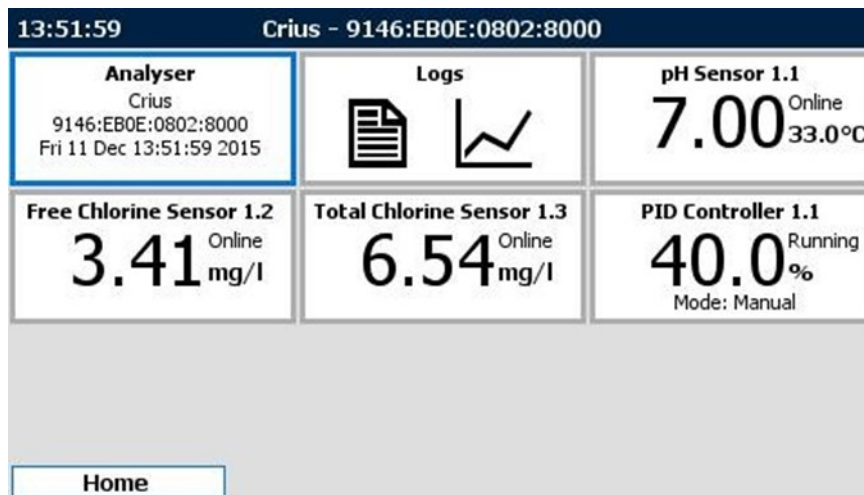 13:51:59 Crius - 9146:EB0E:0802:8000
Analyser
Crius
9146:EB0E:0802:8000
Fri 11 Dec 13:51:59 2015
Logs
pH Sensor 1.1
7.00 Online
33.0°C
Free Chlorine Sensor 1.2
3.41 Online
mg/l
Total Chlorine Sensor 1.3
6.54 Online
mg/l
PID Controller 1.1
40.0 Running
%
Mode: Manual
Home